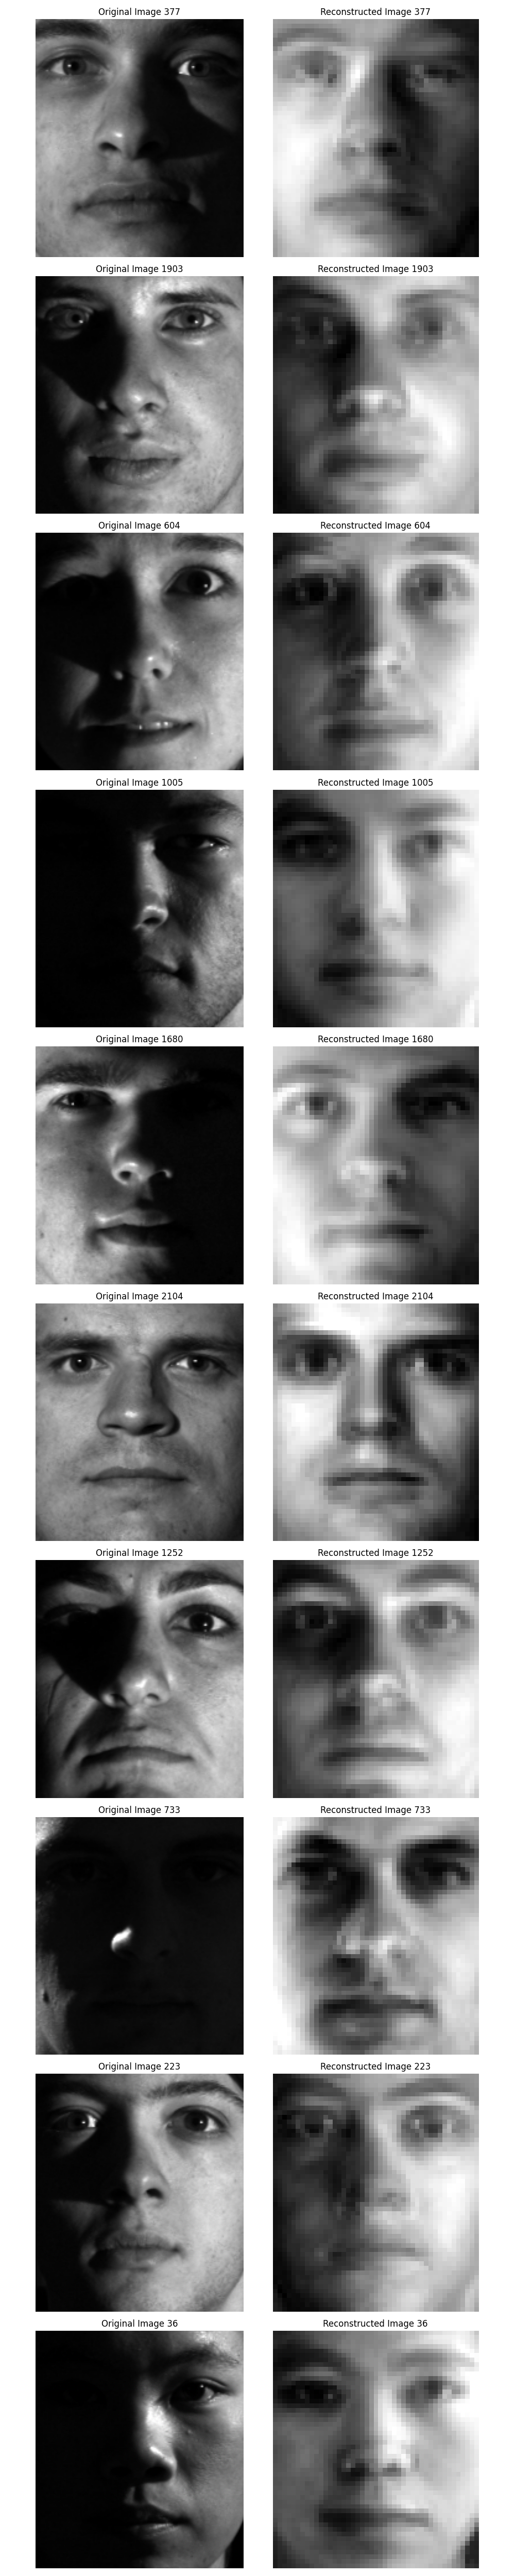 Original Image 377 Reconstructed Image 377
Original Image 1903 Reconstructed Image 1903
Original Image 604 Reconstructed Image 604
Original Image 1005 Reconstructed Image 1005
Original Image 1680 Reconstructed Image 1680
Original Image 2104 Reconstructed Image 2104
Original Image 1252 Reconstructed Image 1252
Original Image 733 Reconstructed Image 733
Original Image 223 Reconstructed Image 223
Original Image 36 Reconstructed Image 36